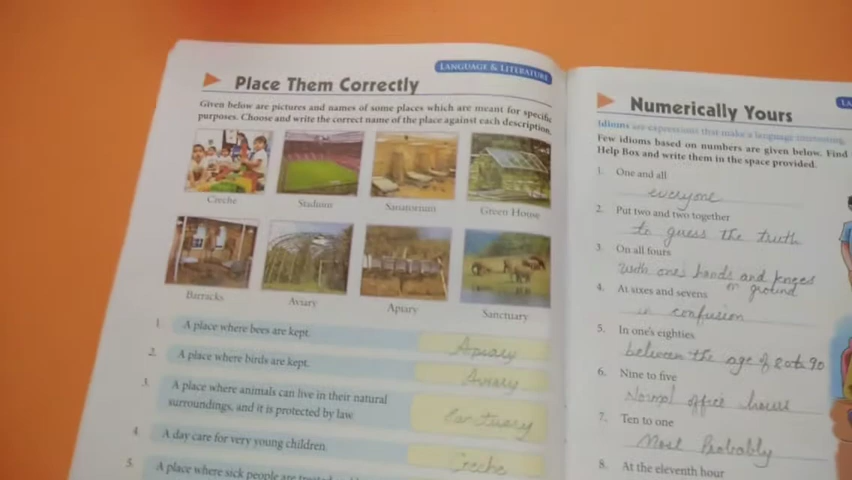 LANGUAGE & LITERATURE
Place Them Correctly
Given below are pictures and names of some places which are meant for specific
purposes. Choose and write the correct name of the place against each description.
Creche Stadium Sanatorium Green House
Barracks Aviary Apiary Sanctuary
1. A place where bees are kept. Apiary
2. A place where birds are kept. Aviary
3. A place where animals can live in their natural
surroundings, and it is protected by law. Sanctuary
4. A day care for very young children. Creche
5. A place where sick people are treated
Numerically Yours
Idioms are expressions that make a language interesting.
Few idioms based on numbers are given below. Find
Help Box and write them in the space provided.
1. One and all
everyone
2. Put two and two together
to guess the truth
3. On all fours
with one's hands and knees
on ground
4. At sixes and sevens
in confusion
5. In one's eighties
between the age of 80 to 90
6. Nine to five
Normal office hours
7. Ten to one
Most Probably
8. At the eleventh hour